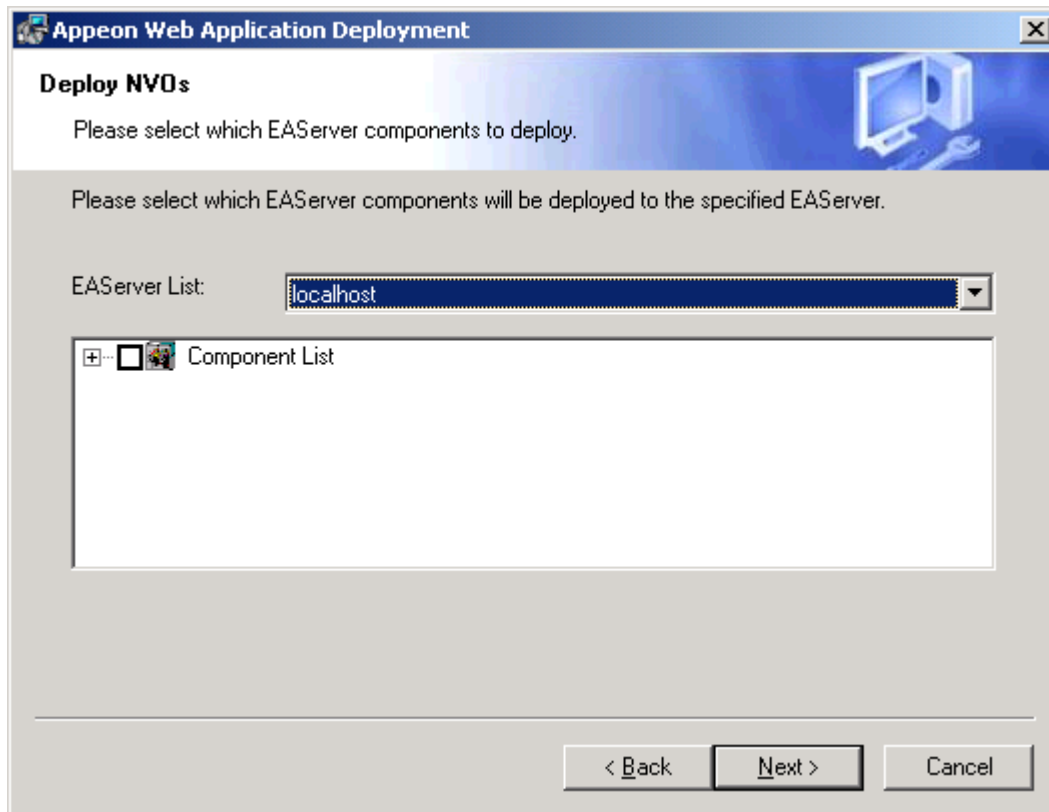 Appeon Web Application Deployment
Deploy NVOs
Please select which EAServer components to deploy.
Please select which EAServer components will be deployed to the specified EAServer.
EAServer List:
localhost
Component List
< Back
Next >
Cancel